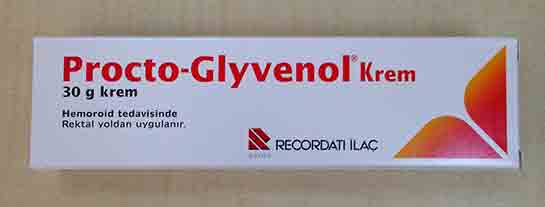 Procto-Glyvenol® Krem
30 g krem
Hemoroid tedavisinde
Rektal yoldan uygulanır.
RECORDATI İLAÇ